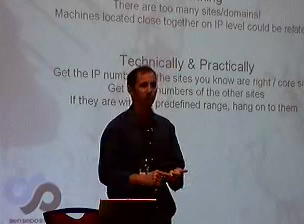 There are too many sites/domains!
Machines located close together on IP level could be relate
Technically & Practically
Get the IP num the sites you know are right / core s
Get numbers of the other sites
If they are wi predefined range, hang on them
sensepos